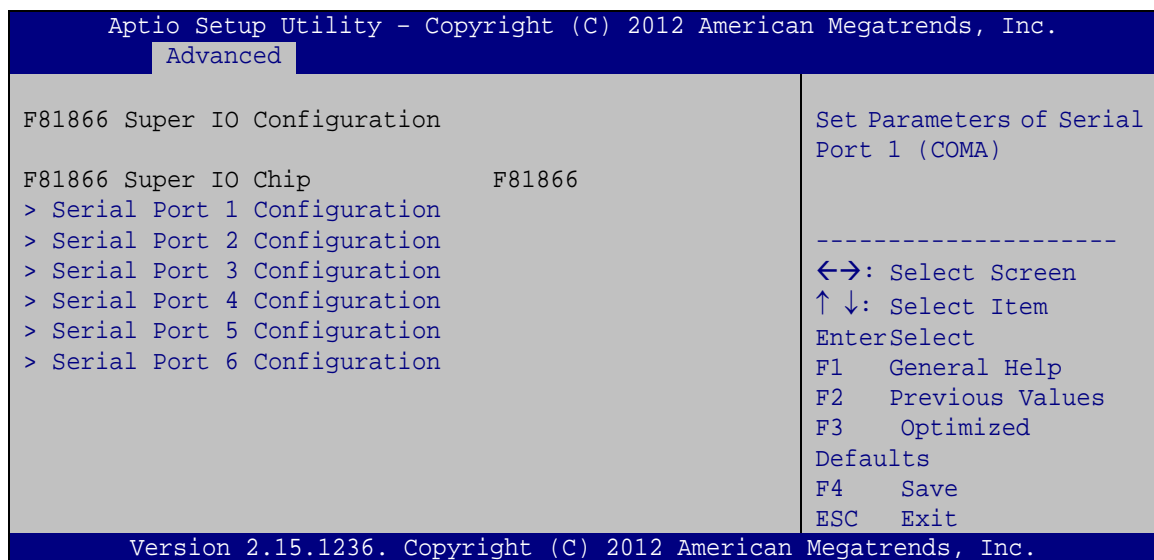 Aptio Setup Utility – Copyright (C) 2012 American Megatrends, Inc.
Advanced
F81866 Super IO Configuration
F81866 Super IO Chip F81866
> Serial Port 1 Configuration
> Serial Port 2 Configuration
> Serial Port 3 Configuration
> Serial Port 4 Configuration
> Serial Port 5 Configuration
> Serial Port 6 Configuration
Set Parameters of Serial
Port 1 (COMA)
---------------------
←→: Select Screen
↑ ↓: Select Item
EnterSelect
F1 General Help
F2 Previous Values
F3 Optimized
Defaults
F4 Save
ESC Exit
Version 2.15.1236. Copyright (C) 2012 American Megatrends, Inc.